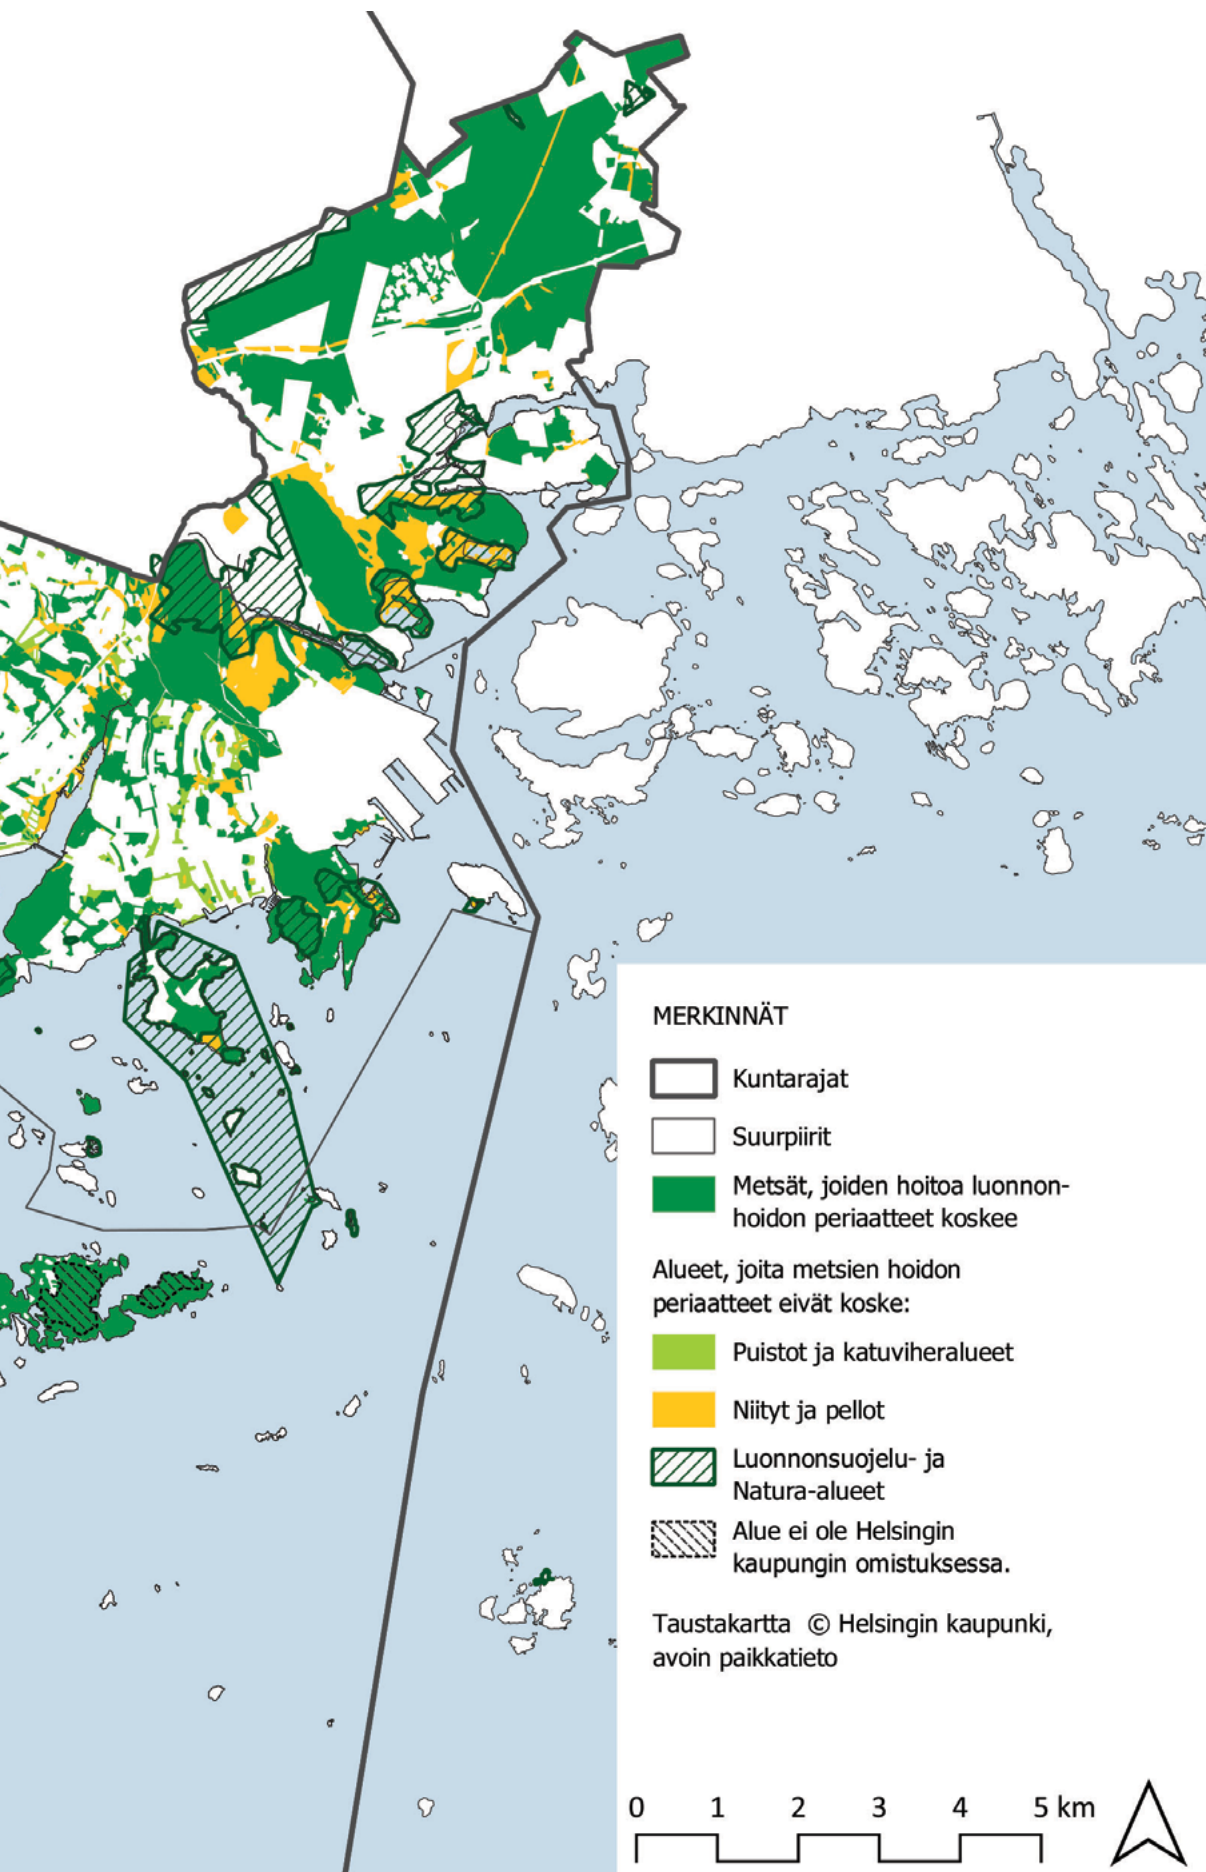 MERKINNÄT
Kuntarajat
Suurpiirit
Metsät, joiden hoitoa luonnon-
hoidon periaatteet koskee
Alueet, joita metsien hoidon
periaatteet eivät koske:
Puistot ja katuviheralueet
Niityt ja pellot
Luonnonsuojelu- ja
Natura-alueet
Alue ei ole Helsingin
kaupungin omistuksessa.
Taustakartta © Helsingin kaupunki,
avoin paikkatieto
0 1 2 3 4 5 km